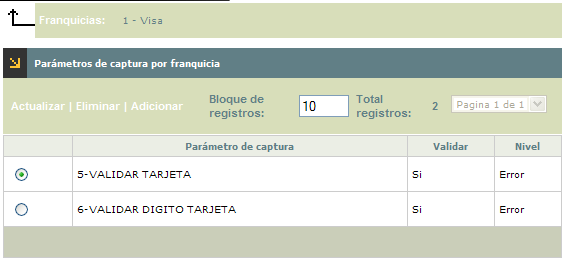 Franquicias: 1 - Visa
Parámetros de captura por franquicia
Actualizar | Eliminar | Adicionar Bloque de registros: 10 Total registros: 2 Pagina 1 de 1
Parámetro de captura Validar Nivel
5-VALIDAR TARJETA Si Error
6-VALIDAR DIGITO TARJETA Si Error